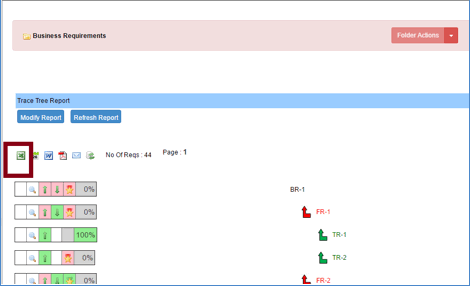 Business Requirements
Folder Actions
Trace Tree Report
Modify Report Refresh Report
No Of Reqs : 44 Page : 1
0% BR-1
0% FR-1
100% TR-1
0% TR-2
0% FR-2